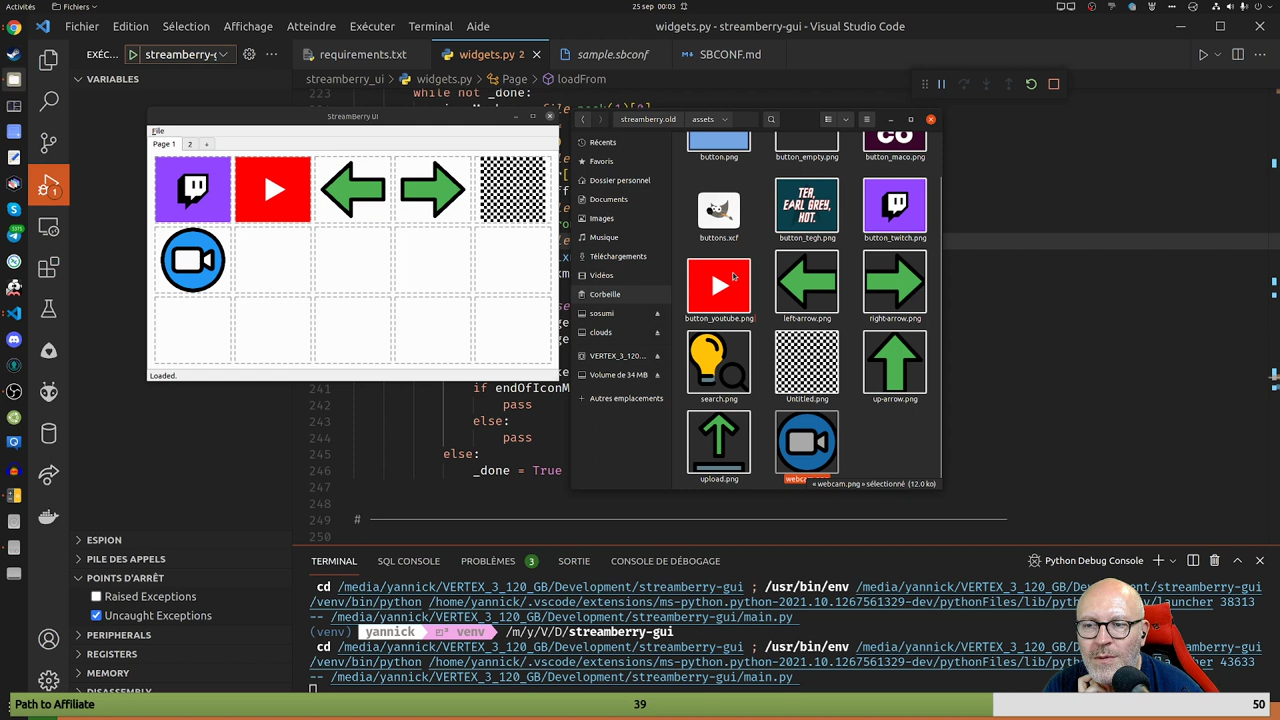 Activités
Fichiers
25 sep 00:03
Fichier Edition Sélection Affichage Atteindre Exécuter Terminal Aide
widgets.py - streamberry-gui - Visual Studio Code
EXÉC...
streamberry-g
requirements.txt
widgets.py 2
sample.sbconf
SBCONF.md
VARIABLES
streamberry_ui > widgets.py > Page > loadFrom
223
while not _done:
StreamBerry UI
File
Page 1
2
+
Loaded.
streamberry.old
assets
Récents
Favoris
Dossier personnel
Documents
Images
Musique
Téléchargements
Vidéos
Corbeille
sosumi
clouds
VERTEX_3_120...
Volume de 34 MB
Autres emplacements
button.png
button_empty.png
CO
button_maco.png
buttons.xcf
TEA,
EARL GREY,
HOT.
button_tegh.png
button_twitch.png
button_youtube.png
left-arrow.png
right-arrow.png
search.png
Untitled.png
up-arrow.png
upload.png
« webcam.png » sélectionné (12.0 ko)
241
if endOfIconM
242
pass
243
else:
244
pass
245
else:
246
_done = True
247
248
249
#
250
ESPION
PILE DES APPELS
POINTS D'ARRÊT
Raised Exceptions
Uncaught Exceptions
PERIPHERALS
REGISTERS
MEMORY
DISASSEMBLY
TERMINAL
SQL CONSOLE
PROBLÈMES 3
SORTIE
CONSOLE DE DÉBOGAGE
Python Debug Console
cd /media/yannick/VERTEX_3_120_GB/Development/streamberry-gui ; /usr/bin/env /media/yannick/VERTEX_3_120_GB/Development/streamberry-gui
/venv/bin/python /home/yannick/.vscode/extensions/ms-python.python-2021.10.1267561329-dev/pythonFiles/lib/python/debugpy/launcher 38313
-- /media/yannick/VERTEX_3_120_GB/Development/streamberry-gui/main.py
(venv) yannick venv /m/y/V/D/streamberry-gui
cd /media/yannick/VERTEX_3_120_GB/Development/streamberry-gui ; /usr/bin/env /media/yannick/VERTEX_3_120_GB/Development/streamberry-gui
/venv/bin/python /home/yannick/.vscode/extensions/ms-python.python-2021.10.1267561329-dev/pythonFiles/lib/pyth 43633
-- /media/yannick/VERTEX_3_120_GB/Development/streamberry-gui/main.py
Path to Affiliate
39
50